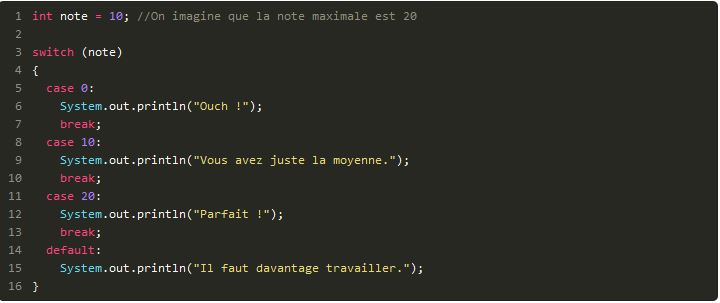 1 int note = 10; //On imagine que la note maximale est 20
2
3 switch (note)
4 {
5   case 0:
6     System.out.println("Ouch !");
7     break;
8   case 10:
9     System.out.println("Vous avez juste la moyenne.");
10     break;
11   case 20:
12     System.out.println("Parfait !");
13     break;
14   default:
15     System.out.println("Il faut davantage travailler.");
16 }